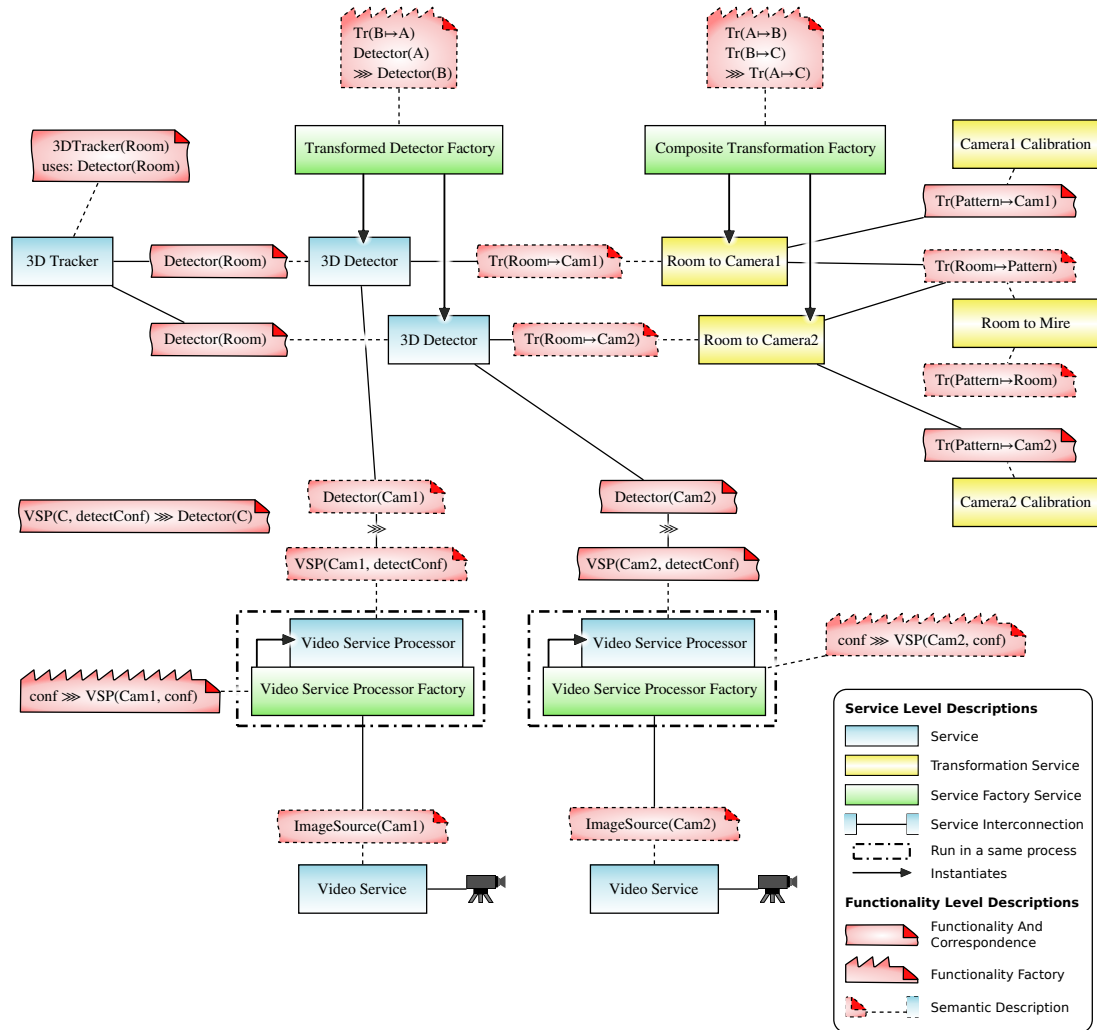 Tr(B↦A)
Detector(A)
⋙ Detector(B)
Tr(A↦B)
Tr(B↦C)
⋙ Tr(A↦C)
3DTracker(Room)
uses: Detector(Room)
Transformed Detector Factory
Composite Transformation Factory
Camera1 Calibration
Tr(Pattern↦Cam1)
3D Tracker
Detector(Room)
3D Detector
Tr(Room↦Cam1)
Room to Camera1
Tr(Room↦Pattern)
Detector(Room)
3D Detector
Tr(Room↦Cam2)
Room to Camera2
Room to Mire
Tr(Pattern↦Room)
Tr(Pattern↦Cam2)
Camera2 Calibration
VSP(C, detectConf) ⋙ Detector(C)
Detector(Cam1)
⋙
VSP(Cam1, detectConf)
Detector(Cam2)
⋙
VSP(Cam2, detectConf)
Video Service Processor
Video Service Processor Factory
conf ⋙ VSP(Cam1, conf)
Video Service Processor
Video Service Processor Factory
conf ⋙ VSP(Cam2, conf)
ImageSource(Cam1)
Video Service
ImageSource(Cam2)
Video Service
Service Level Descriptions
Service
Transformation Service
Service Factory Service
Service Interconnection
Run in a same process
Instantiates
Functionality Level Descriptions
Functionality And
Correspondence
Functionality Factory
Semantic Description